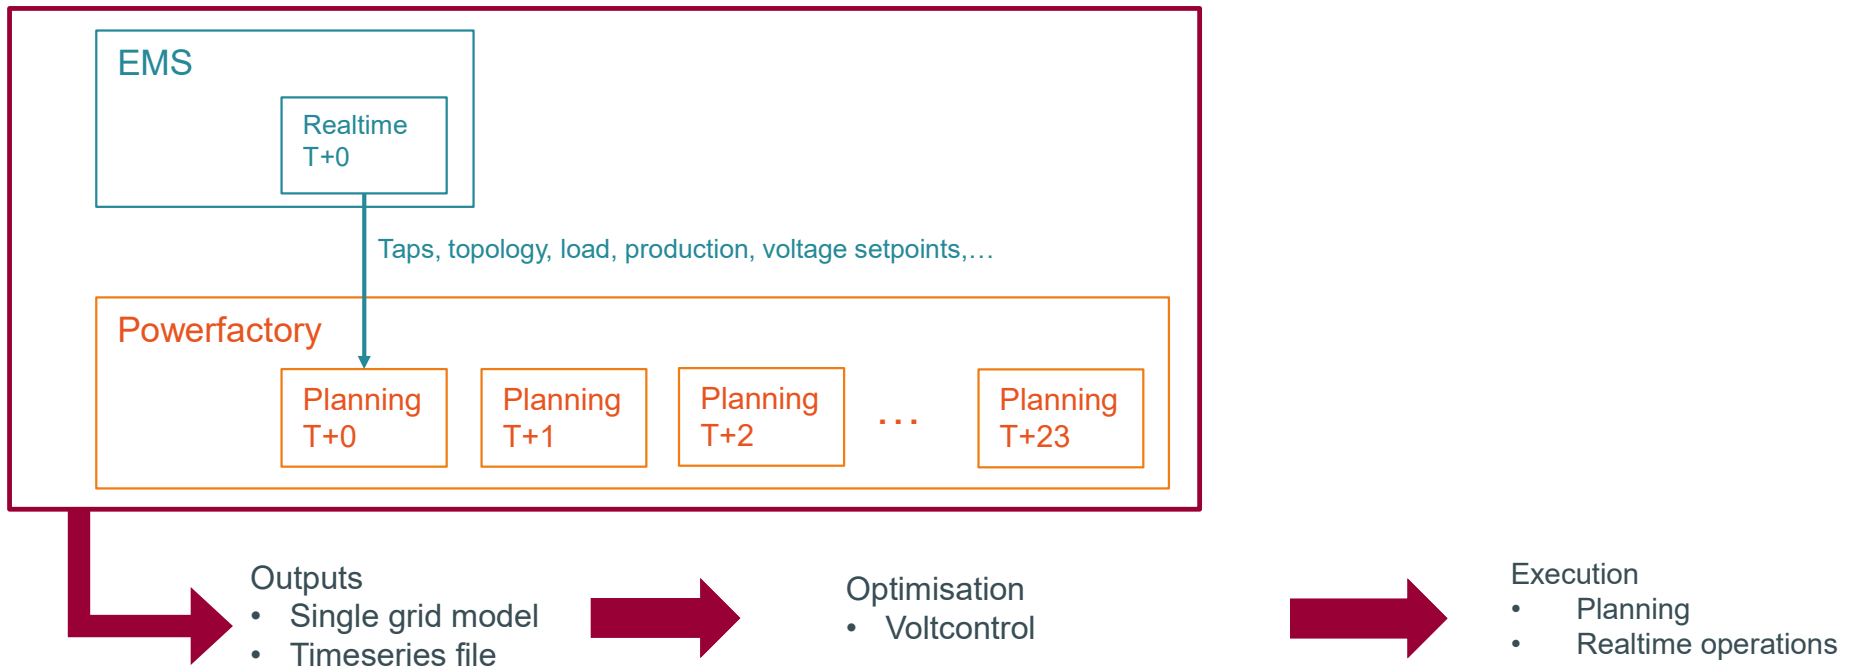 EMS
Realtime
T+0
Taps, topology, load, production, voltage setpoints,…
Powerfactory
Planning
T+0
Planning
T+1
Planning
T+2
...
Planning
T+23
Outputs
• Single grid model
• Timeseries file
Optimisation
• Voltcontrol
Execution
• Planning
• Realtime operations